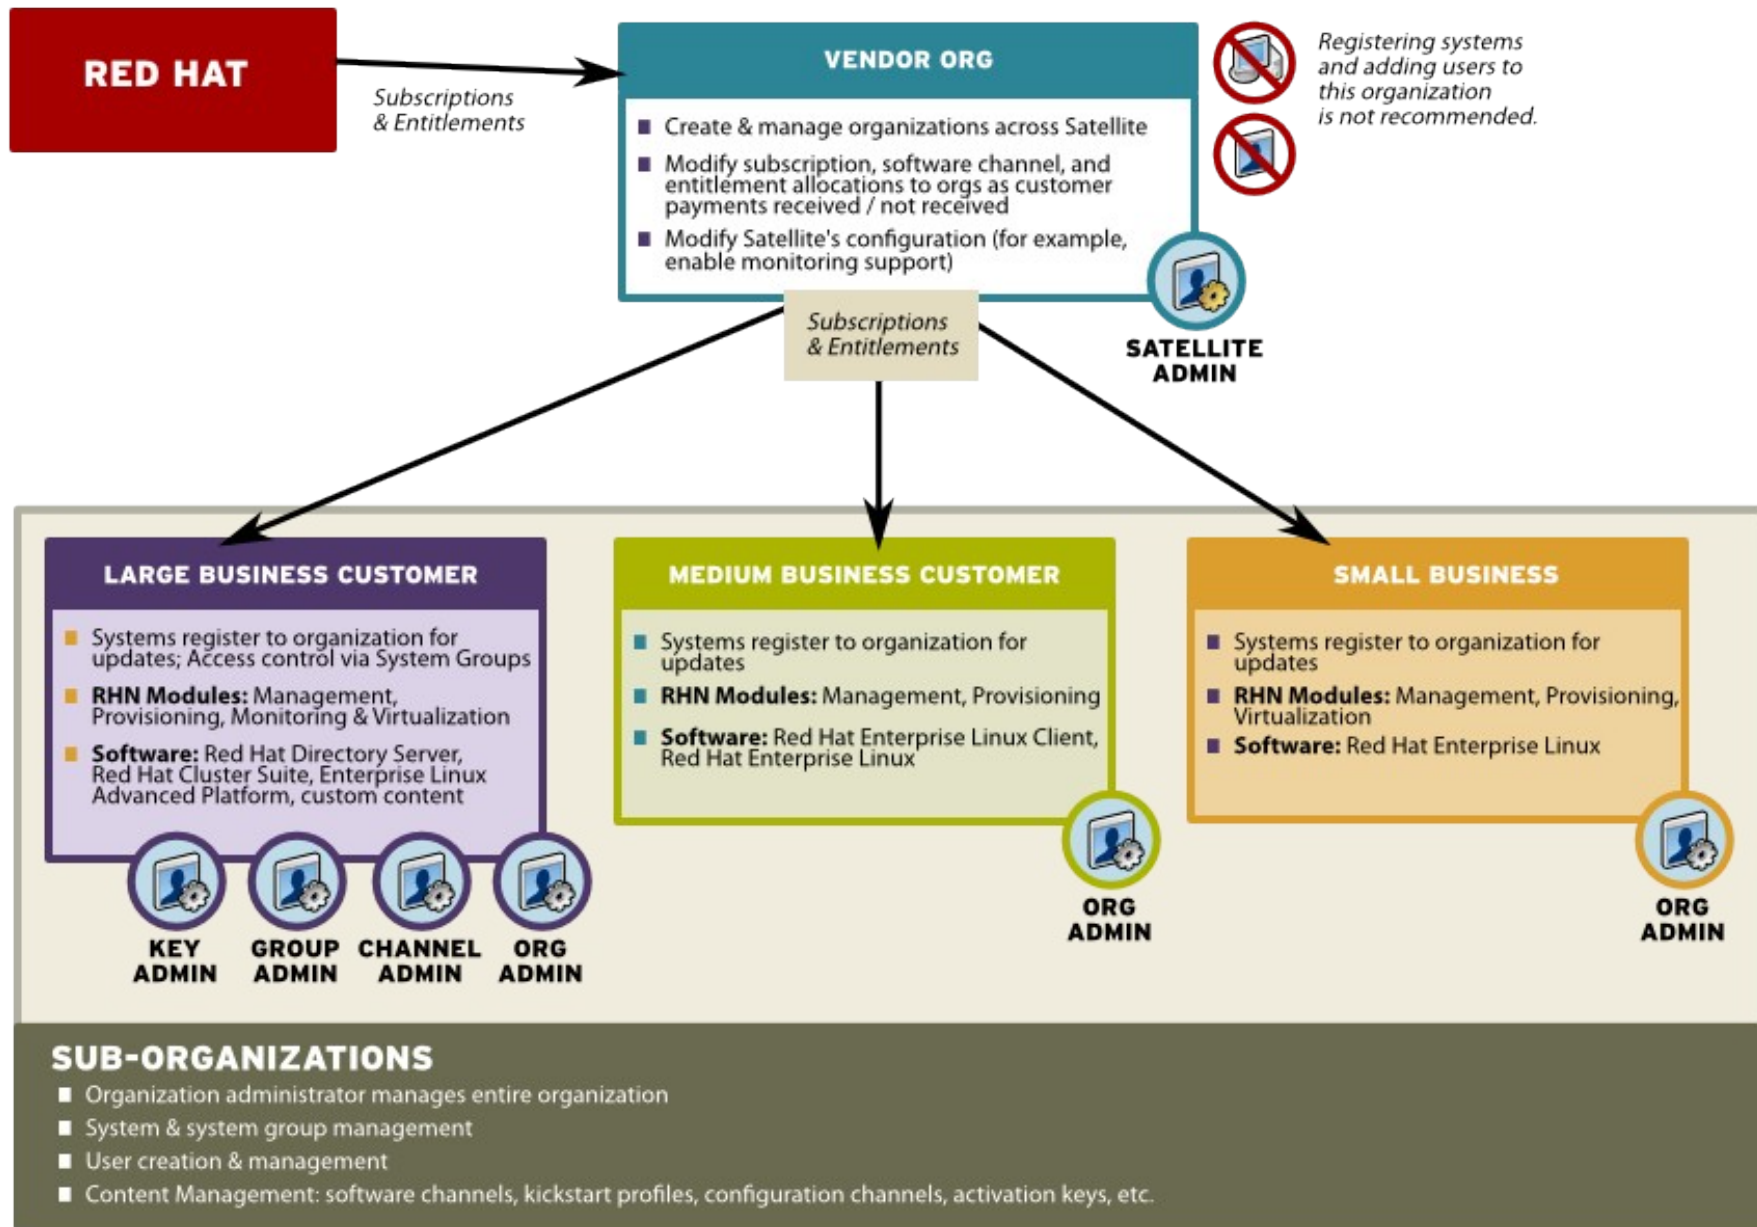 RED HAT
Subscriptions
& Entitlements
VENDOR ORG
■ Create & manage organizations across Satellite
■ Modify subscription, software channel, and
entitlement allocations to orgs as customer
payments received / not received
■ Modify Satellite's configuration (for example,
enable monitoring support)
Registering systems
and adding users to
this organization
is not recommended.
SATELLITE
ADMIN
Subscriptions
& Entitlements
LARGE BUSINESS CUSTOMER
■ Systems register to organization for
updates; Access control via System Groups
■ RHN Modules: Management,
Provisioning, Monitoring & Virtualization
■ Software: Red Hat Directory Server,
Red Hat Cluster Suite, Enterprise Linux
Advanced Platform, custom content
KEY
ADMIN
GROUP
ADMIN
CHANNEL
ADMIN
ORG
ADMIN
MEDIUM BUSINESS CUSTOMER
■ Systems register to organization for
updates
■ RHN Modules: Management, Provisioning
■ Software: Red Hat Enterprise Linux Client,
Red Hat Enterprise Linux
ORG
ADMIN
SMALL BUSINESS
■ Systems register to organization for
updates
■ RHN Modules: Management, Provisioning,
Virtualization
■ Software: Red Hat Enterprise Linux
ORG
ADMIN
SUB-ORGANIZATIONS
■ Organization administrator manages entire organization
■ System & system group management
■ User creation & management
■ Content Management: software channels, kickstart profiles, configuration channels, activation keys, etc.